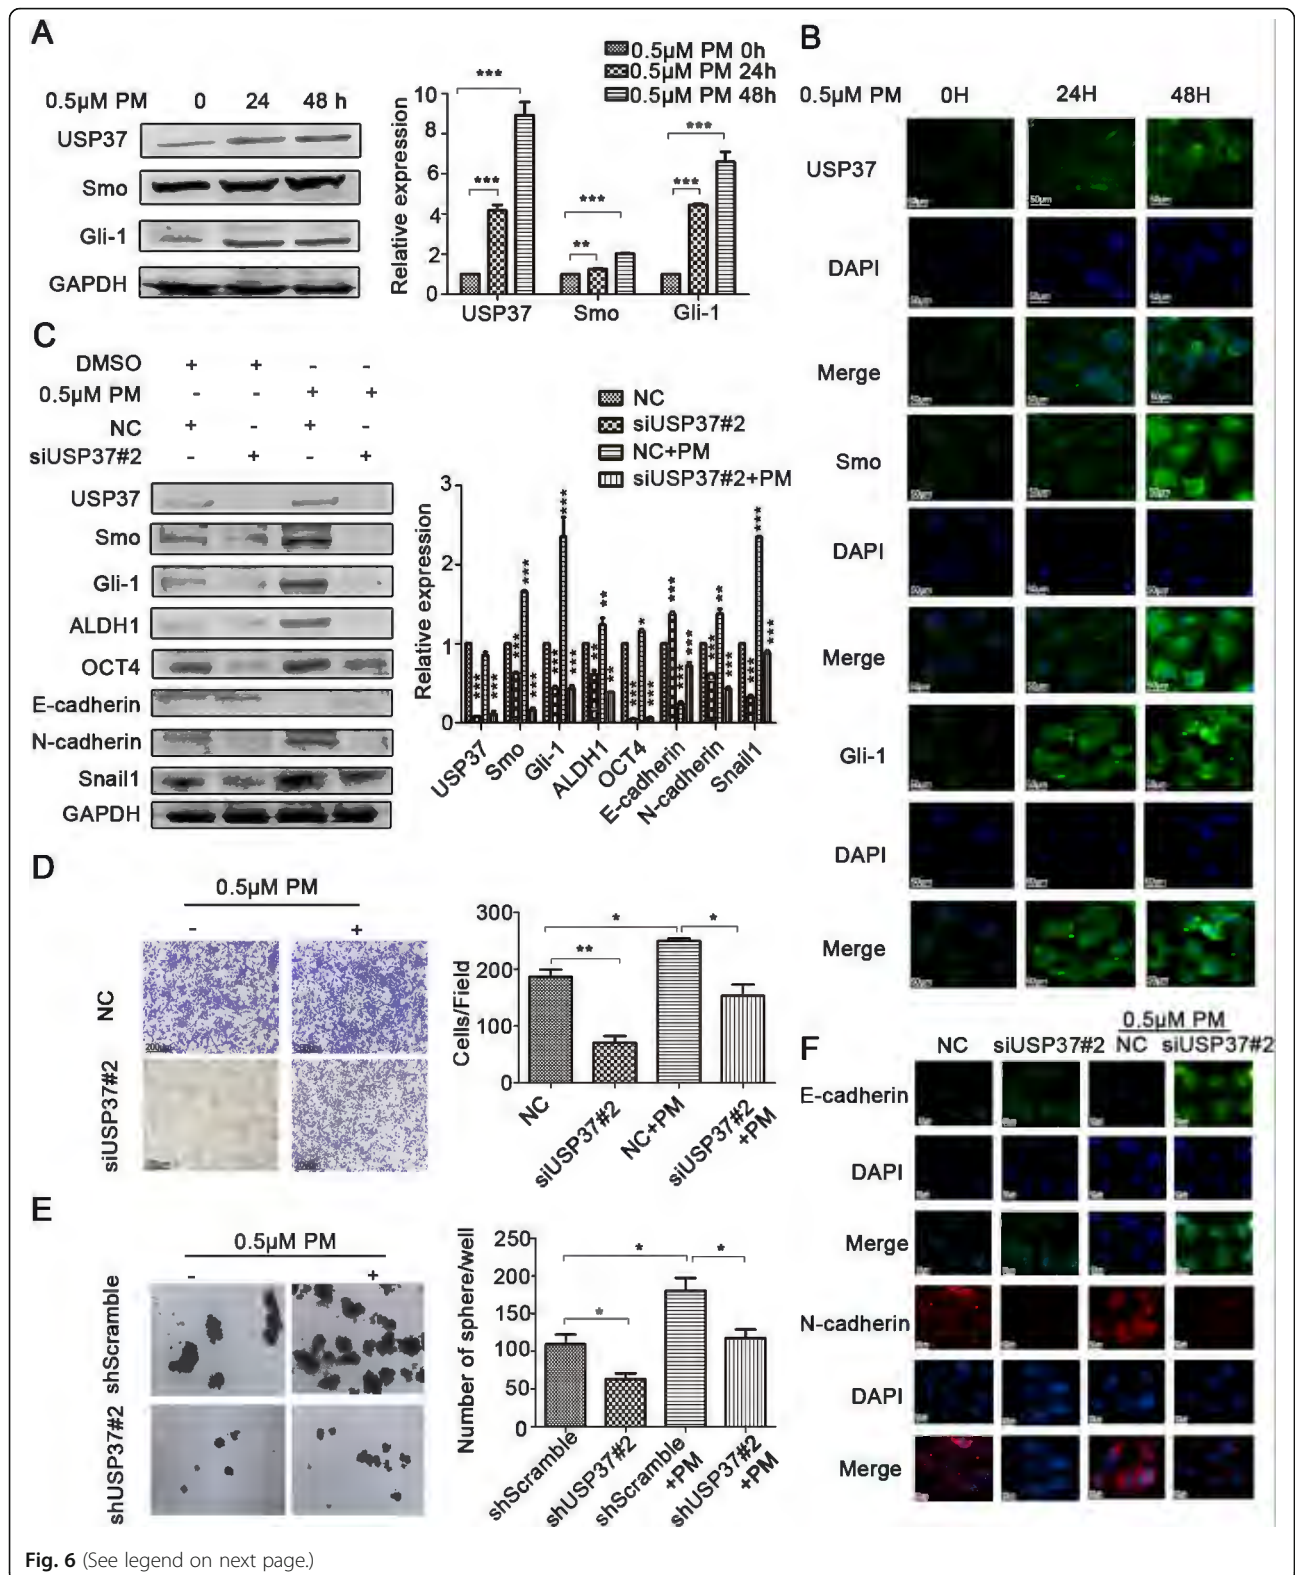 A
0.5μM PM 0 24 48 h
USP37
Smo
Gli-1
GAPDH
0.5μM PM 0h
0.5μM PM 24h
0.5μM PM 48h
Relative expression
10
8
6
4
2
0
***
***
***
**
***
***
USP37 Smo Gli-1
B
0.5μM PM 0H 24H 48H
USP37
DAPI
Merge
Smo
DAPI
Merge
Gli-1
DAPI
Merge
50μm
C
DMSO + + - -
0.5μM PM - - + +
NC + - + -
siUSP37#2 - + - +
USP37
Smo
Gli-1
ALDH1
OCT4
E-cadherin
N-cadherin
Snail1
GAPDH
NC
siUSP37#2
NC+PM
siUSP37#2+PM
Relative expression
3
2
1
0
USP37
Smo
Gli-1
ALDH1
OCT4
E-cadherin
N-cadherin
Snail1
D
0.5μM PM
- +
NC
siUSP37#2
Cells/Field
300
200
100
0
* *
**
NC
siUSP37#2
NC+PM
siUSP37#2
+PM
E
0.5μM PM
- +
shScramble
shUSP37#2
Number of sphere/well
250
200
150
100
50
0
* *
*
shScramble
shUSP37#2
shScramble
+PM
shUSP37#2
+PM
F
0.5μM PM
NC siUSP37#2 NC siUSP37#2
E-cadherin
DAPI
Merge
N-cadherin
DAPI
Merge
Fig. 6 (See legend on next page.)